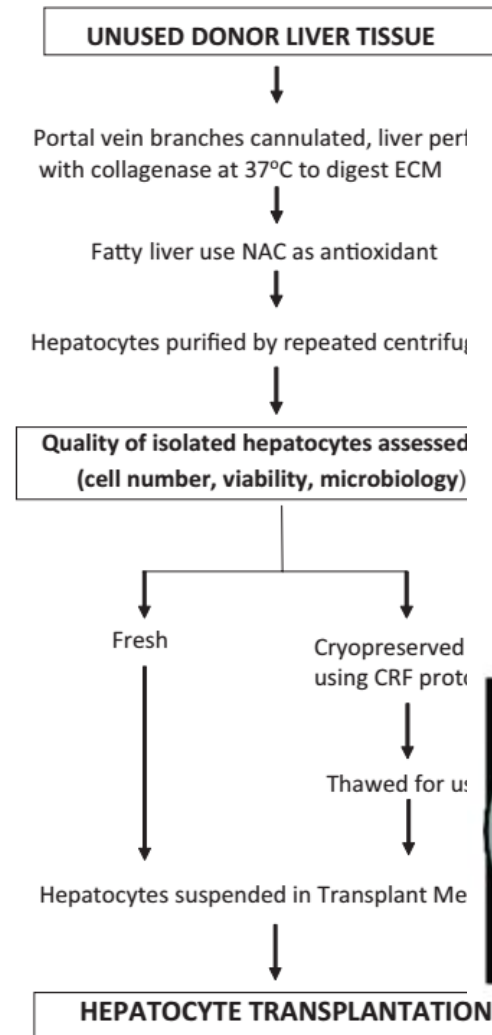 UNUSED DONOR LIVER TISSUE
Portal vein branches cannulated, liver perf
with collagenase at 37°C to digest ECM
Fatty liver use NAC as antioxidant
Hepatocytes purified by repeated centrifug
Quality of isolated hepatocytes assessed
(cell number, viability, microbiology)
Fresh
Cryopreserved
using CRF proto
Thawed for us
Hepatocytes suspended in Transplant Me
HEPATOCYTE TRANSPLANTATION